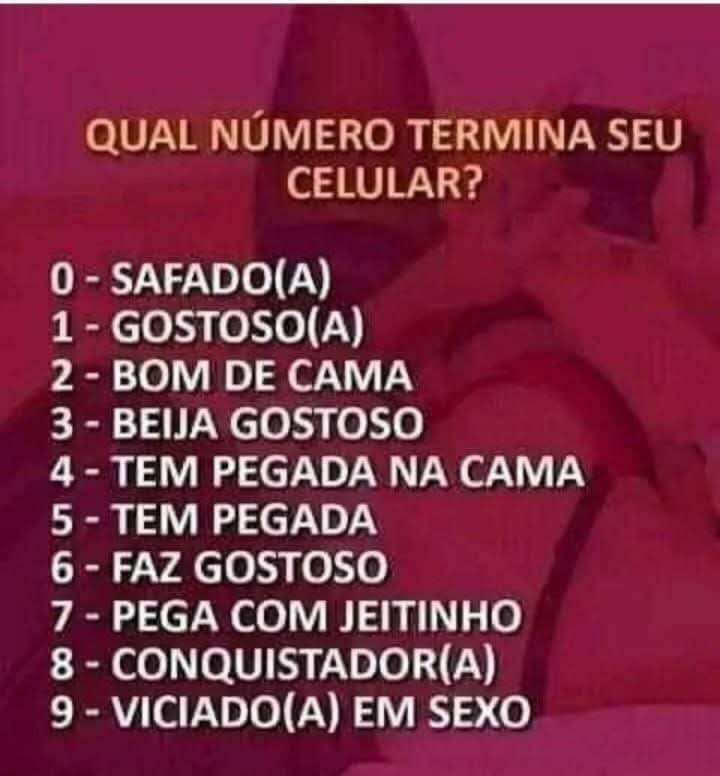 QUAL NÚMERO TERMINA SEU
CELULAR?
0 - SAFADO(A)
1 - GOSTOSO(A)
2 - BOM DE CAMA
3 - BEIJA GOSTOSO
4 - TEM PEGADA NA CAMA
5 - TEM PEGADA
6 - FAZ GOSTOSO
7 - PEGA COM JEITINHO
8 - CONQUISTADOR(A)
9 - VICIADO(A) EM SEXO